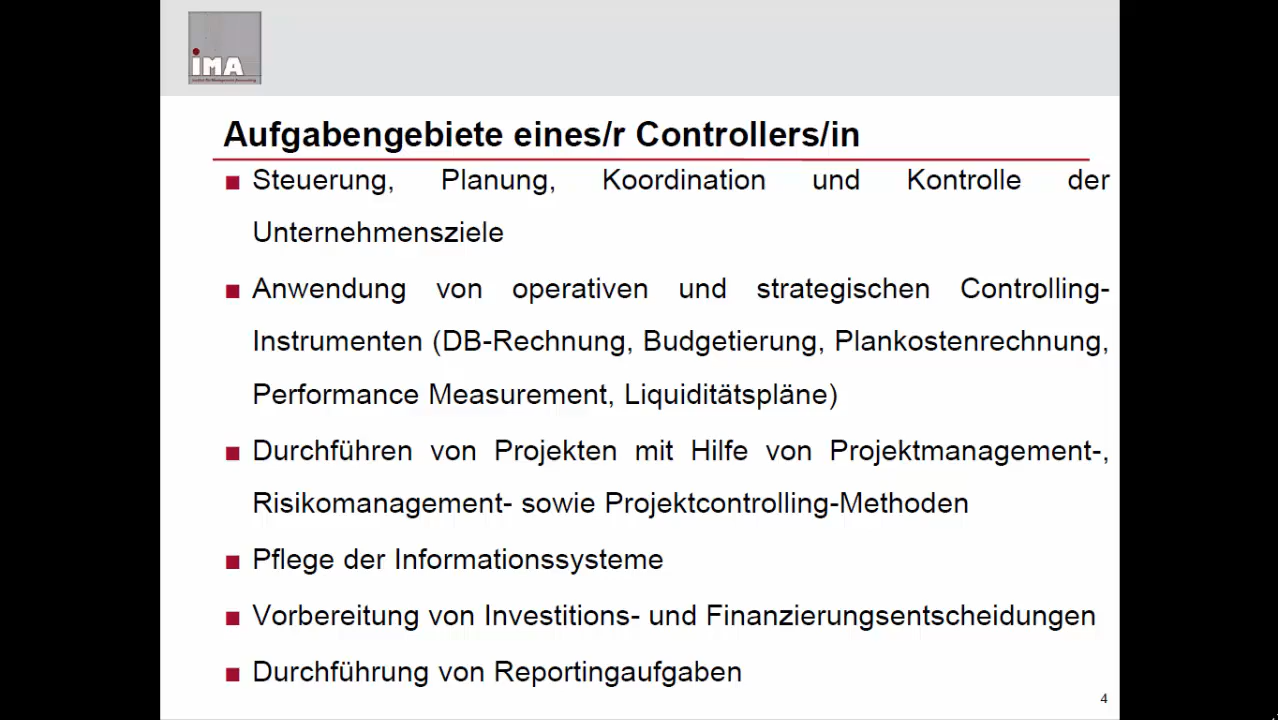 iMA
Aufgabengebiete eines/r Controllers/in
Steuerung, Planung, Koordination und Kontrolle der
Unternehmensziele
Anwendung von operativen und strategischen Controlling-
Instrumenten (DB-Rechnung, Budgetierung, Plankostenrechnung,
Performance Measurement, Liquiditätspläne)
Durchführen von Projekten mit Hilfe von Projektmanagement-,
Risikomanagement- sowie Projektcontrolling-Methoden
Pflege der Informationssysteme
Vorbereitung von Investitions- und Finanzierungsentscheidungen
Durchführung von Reportingaufgaben
4